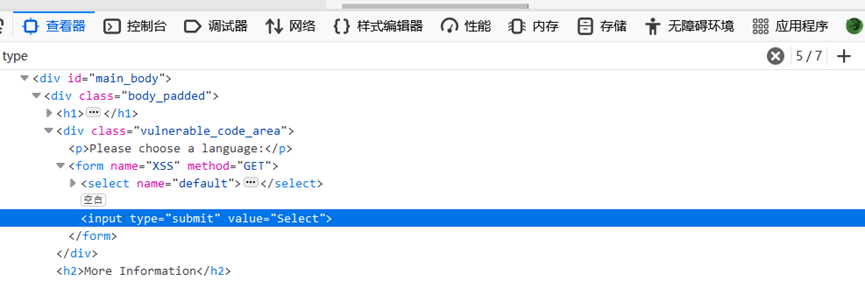 查看器 控制台 调试器 网络 {} 样式编辑器 性能 内存 存储 无障碍环境 应用程序
type 5 / 7 +
<div id="main_body">
<div class="body_padded">
<h1>···</h1>
<div class="vulnerable_code_area">
<p>Please choose a language:</p>
<form name="XSS" method="GET">
<select name="default">···</select>
空白
<input type="submit" value="Select">
</form>
</div>
<h2>More Information</h2>